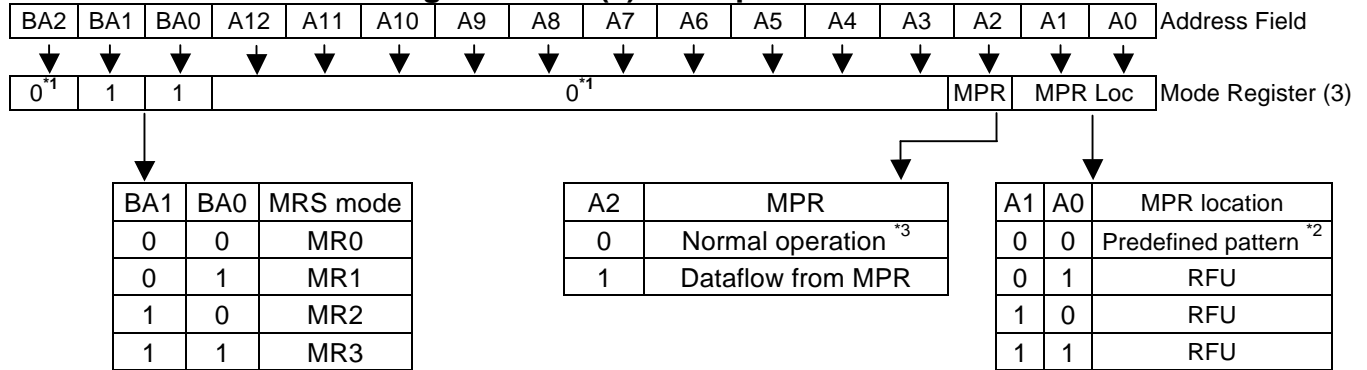 BA2 BA1 BA0 A12 A11 A10 A9 A8 A7 A6 A5 A4 A3 A2 A1 A0 Address Field
0*1 1 1 0*1 MPR MPR Loc Mode Register (3)
BA1 BA0 MRS mode
0 0 MR0
0 1 MR1
1 0 MR2
1 1 MR3
A2 MPR
0 Normal operation *3
1 Dataflow from MPR
A1 A0 MPR location
0 0 Predefined pattern *2
0 1 RFU
1 0 RFU
1 1 RFU